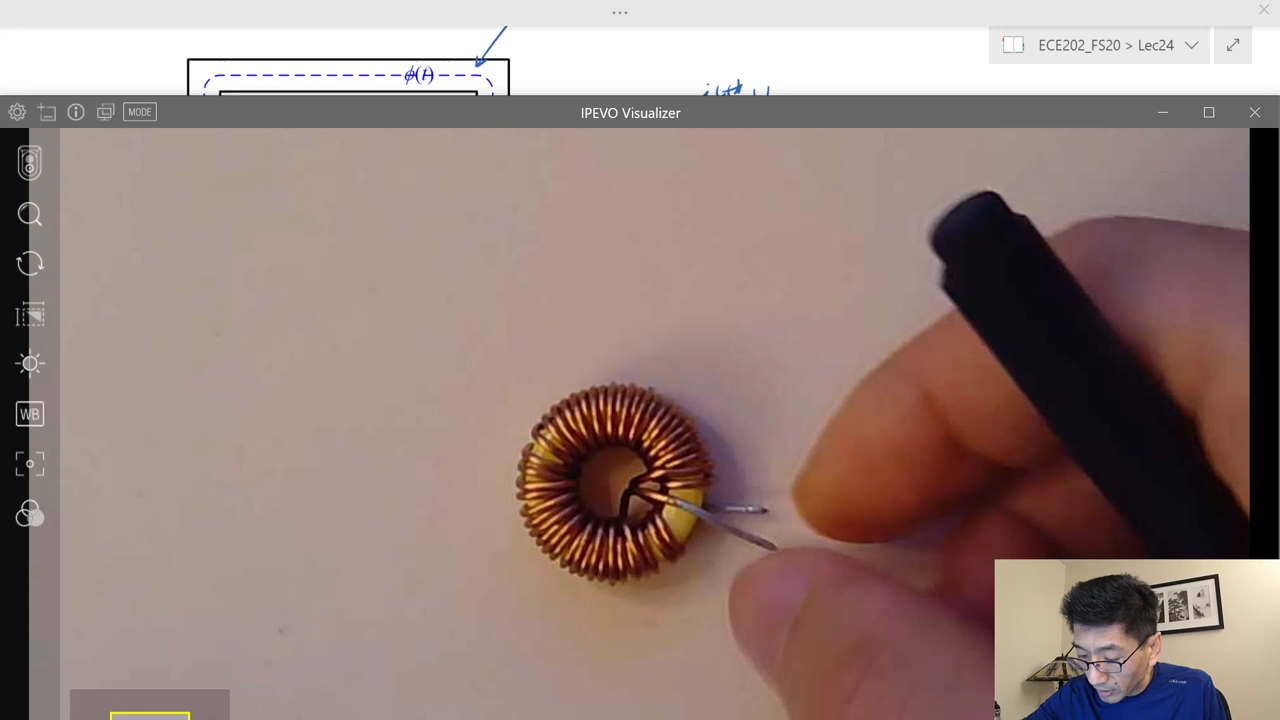 ECE202_FS20 > Lec24
ϕ(t)
MODE
IPEVO Visualizer
WB